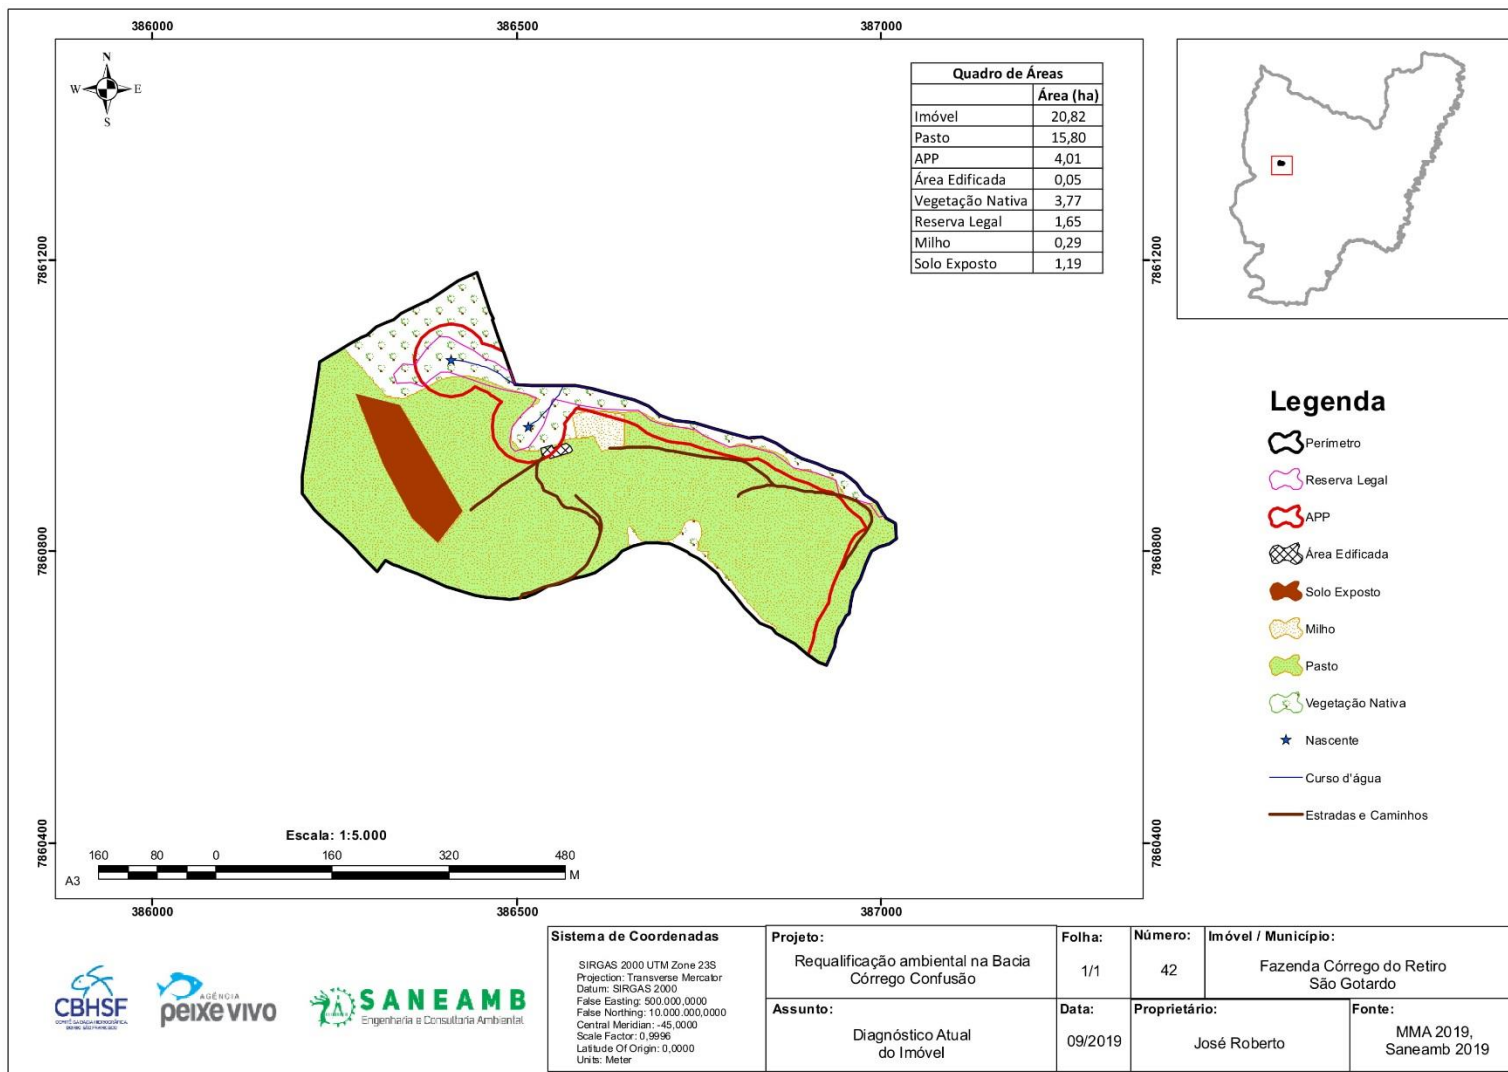 386000
386500
387000
N
W
E
S
Quadro de Áreas
Área (ha)
Imóvel 20,82
Pasto 15,80
APP 4,01
Área Edificada 0,05
Vegetação Nativa 3,77
Reserva Legal 1,65
Milho 0,29
Solo Exposto 1,19
7861200
7861200
7860800
7860800
7860400
7860400
Legenda
Perímetro
Reserva Legal
APP
Área Edificada
Solo Exposto
Milho
Pasto
Vegetação Nativa
Nascente
Curso d'água
Estradas e Caminhos
Escala: 1:5.000
160 80 0 160 320 480
M
A3
386000
386500
387000
CBHSF
AGÊNCIA
peixe vivo
SANEAMB
Engenharia e Consultoria Ambiental
Sistema de Coordenadas
SIRGAS 2000 UTM Zone 23S
Projection: Transverse Mercator
Datum: SIRGAS 2000
False Easting: 500.000,0000
False Northing: 10.000.000,0000
Central Meridian: -45,0000
Scale Factor: 0,9996
Latitude Of Origin: 0,0000
Units: Meter
Projeto:
Requalificação ambiental na Bacia
Córrego Confusão
Folha:
1/1
Número:
42
Imóvel / Município:
Fazenda Córrego do Retiro
São Gotardo
Assunto:
Diagnóstico Atual
do Imóvel
Data:
09/2019
Proprietário:
José Roberto
Fonte:
MMA 2019,
Saneamb 2019